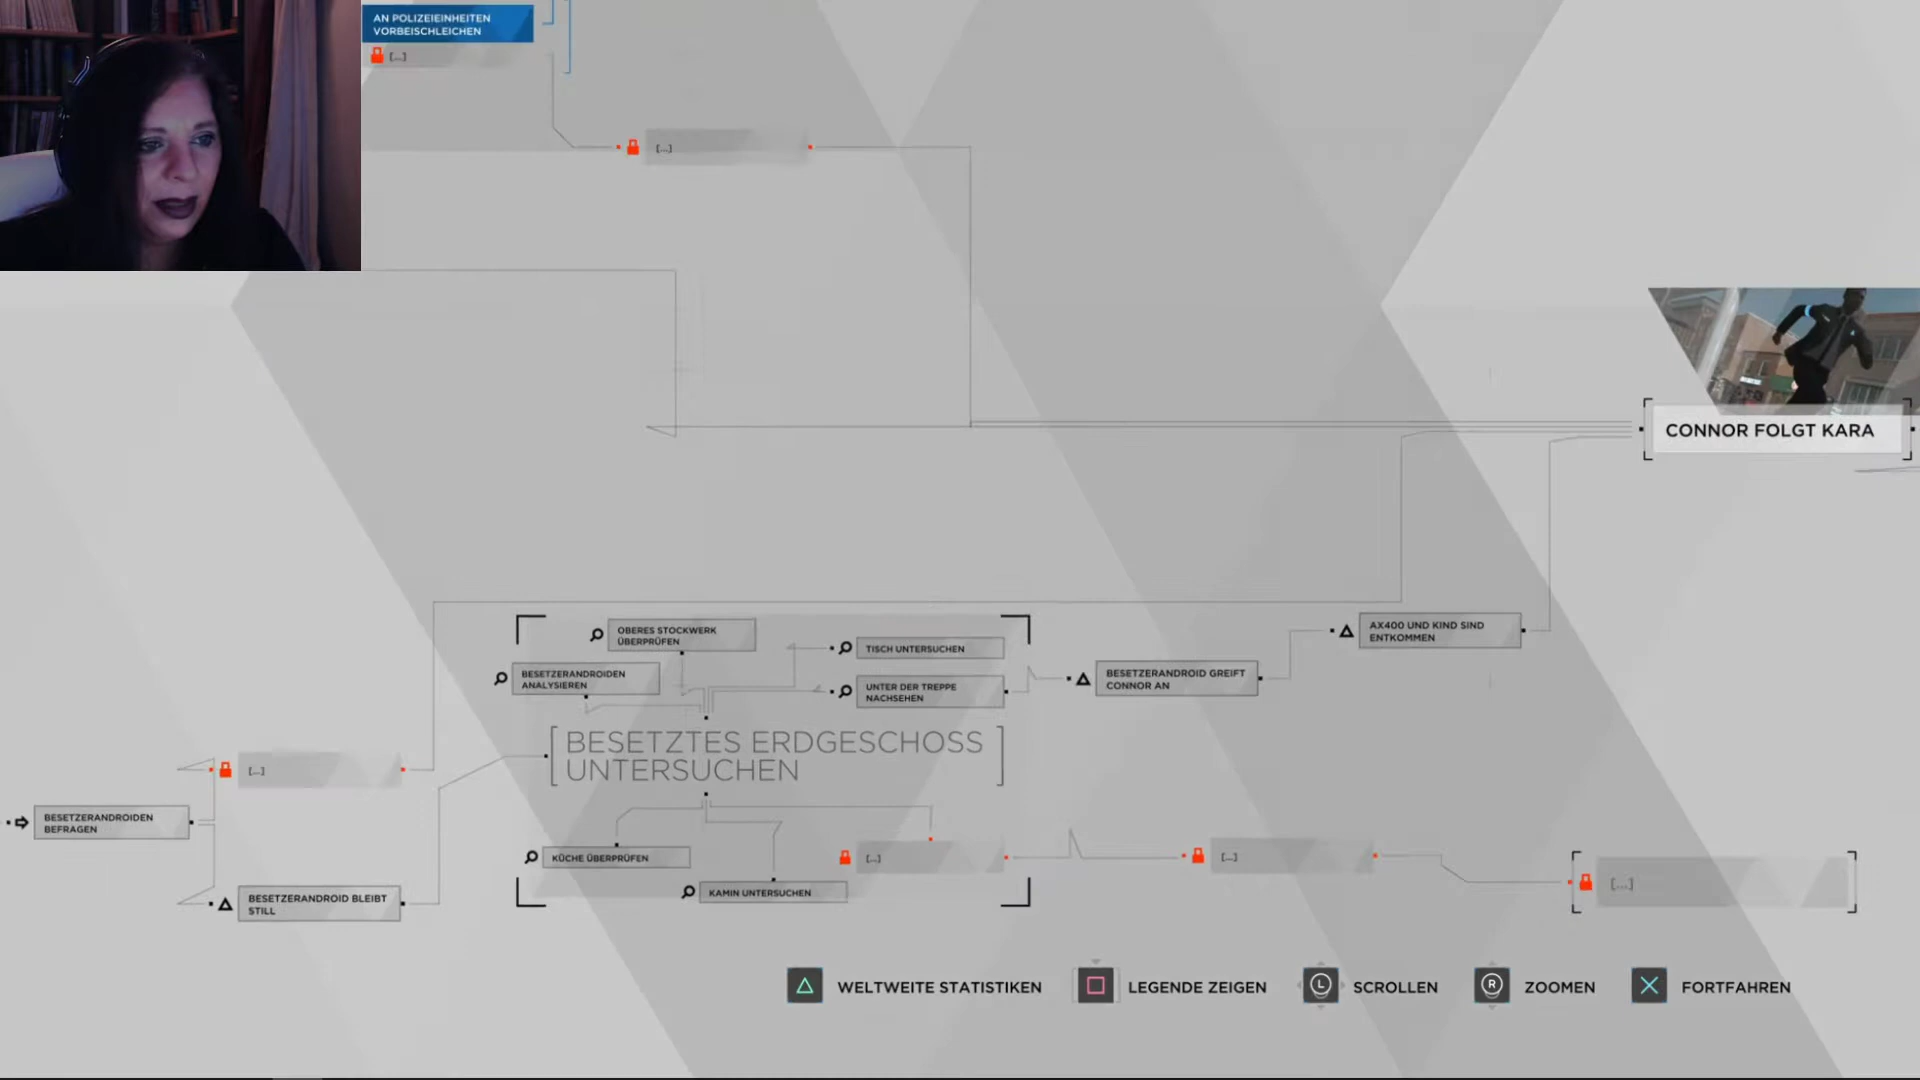 AN POLIZEIEINHEITEN
VORBEISCHLEICHEN
[...]
[...]
CONNOR FOLGT KARA
OBERES STOCKWERK
ÜBERPRÜFEN
TISCH UNTERSUCHEN
BESETZERANDROIDEN
ANALYSIEREN
UNTER DER TREPPE
NACHSEHEN
BESETZERANDROID GREIFT
CONNOR AN
AX400 UND KIND SIND
ENTKOMMEN
BESETZTES ERDGESCHOSS
UNTERSUCHEN
[...]
BESETZERANDROIDEN
BEFRAGEN
BESETZERANDROID BLEIBT
STILL
KÜCHE ÜBERPRÜFEN
KAMIN UNTERSUCHEN
[...]
[...]
[...]
WELTWEITE STATISTIKEN
LEGENDE ZEIGEN
L
SCROLLEN
R
ZOOMEN
FORTFAHREN